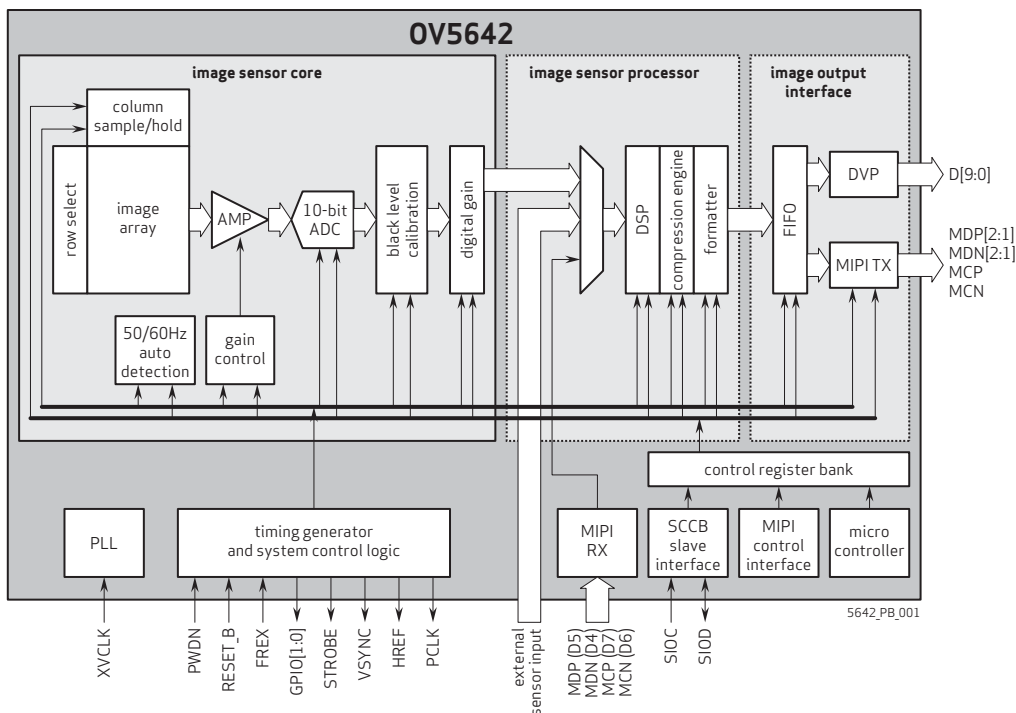 OV5642
image sensor core
image sensor processor
image output
interface
column
sample/hold
row select
image
array
AMP
10-bit
ADC
black level
calibration
digital gain
DSP
compression engine
formatter
FIFO
DVP
MIPI TX
D[9:0]
MDP[2:1]
MDN[2:1]
MCP
MCN
50/60Hz
auto
detection
gain
control
control register bank
PLL
timing generator
and system control logic
MIPI
RX
SCCB
slave
interface
MIPI
control
interface
micro
controller
5642_PB_001
XVCLK
PWDN
RESET_B
FREX
GPIO[1:0]
STROBE
VSYNC
HREF
PCLK
external
sensor input
MDP (D5)
MDN (D4)
MCP (D7)
MCN (D6)
SIOC
SIOD